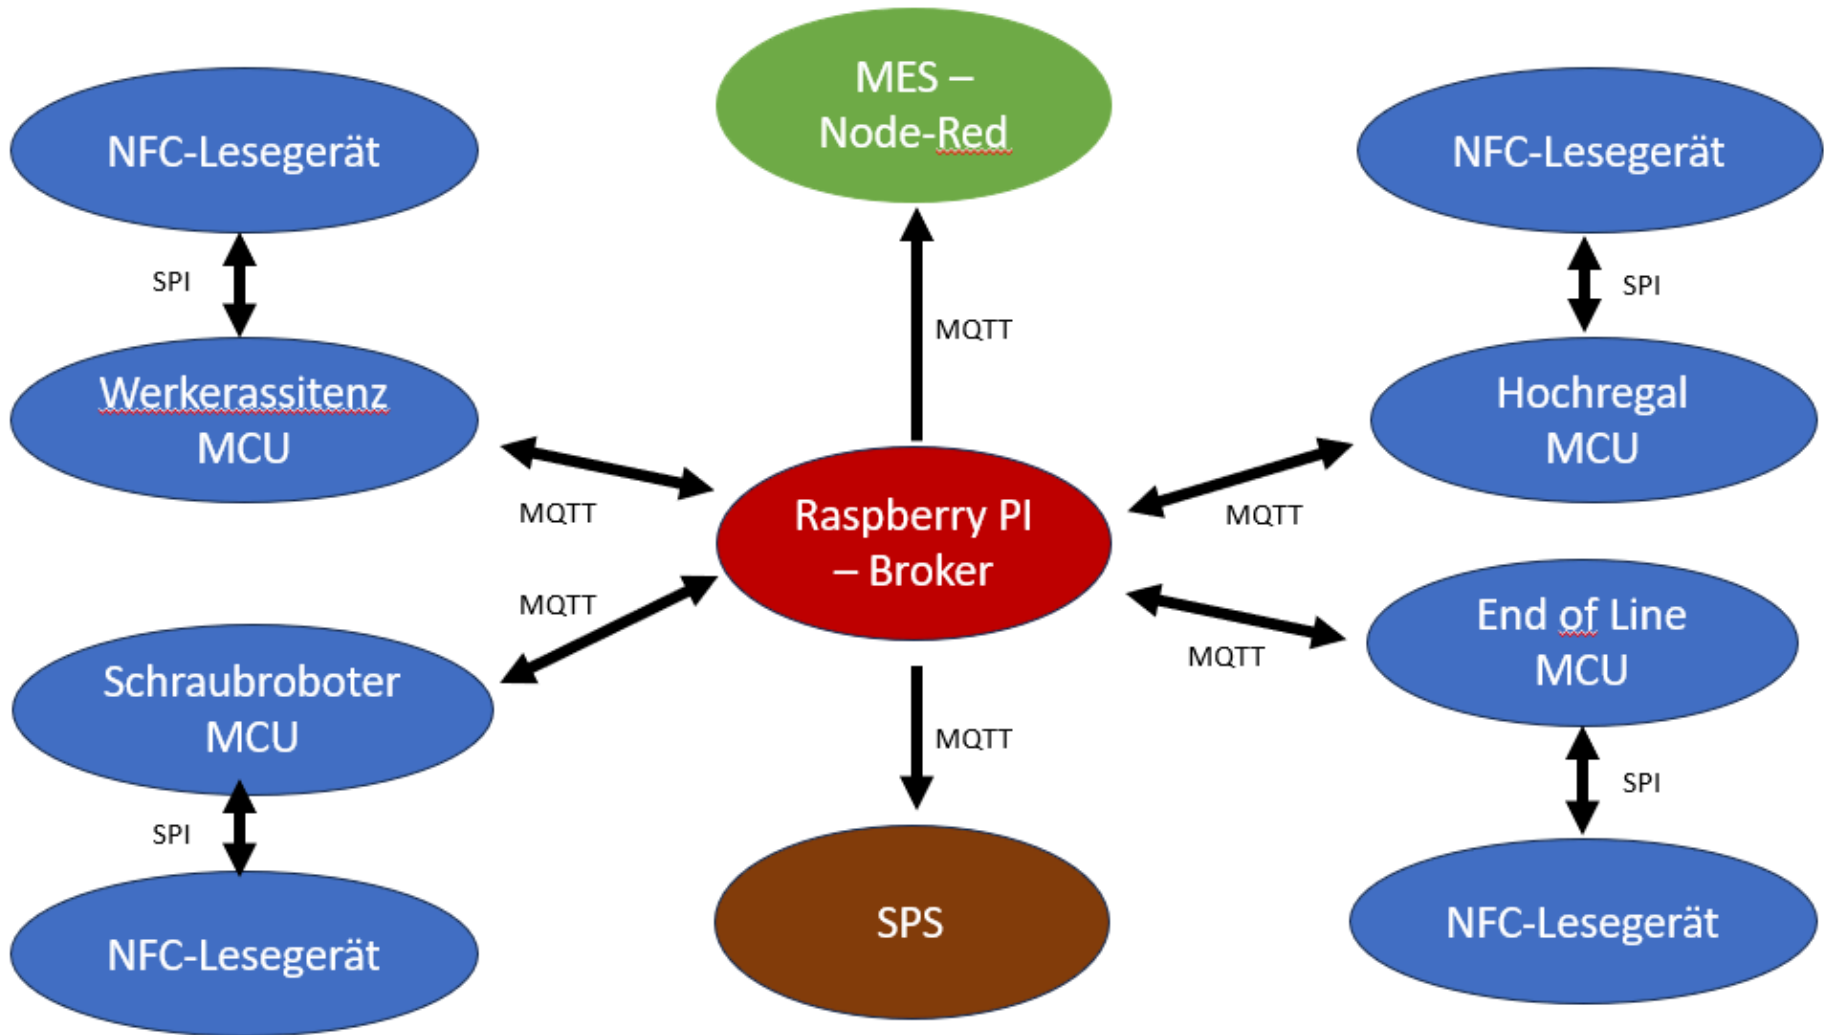 MES –
Node-Red
NFC-Lesegerät
NFC-Lesegerät
SPI
SPI
MQTT
Werkerassitenz
MCU
Hochregal
MCU
MQTT
MQTT
Raspberry PI
– Broker
MQTT
End of Line
MCU
MQTT
Schraubroboter
MCU
MQTT
SPI
SPI
NFC-Lesegerät
SPS
NFC-Lesegerät